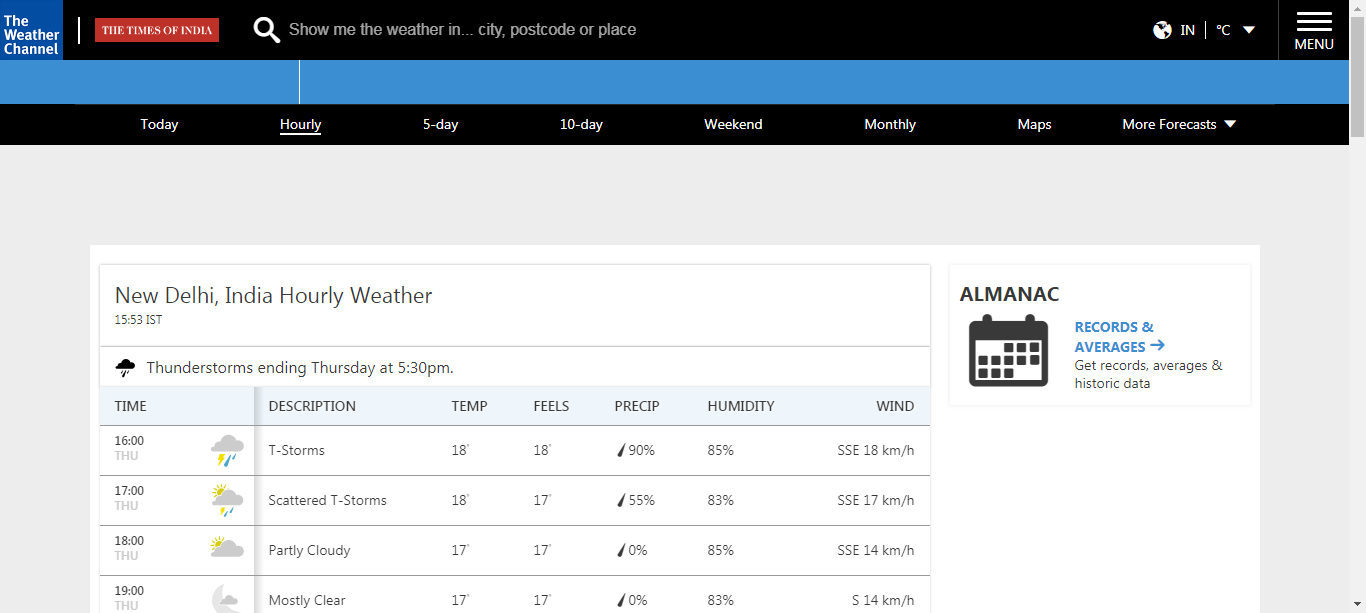 The
Weather
Channel
THE TIMES OF INDIA
Show me the weather in... city, postcode or place
IN °C
MENU
Today Hourly 5-day 10-day Weekend Monthly Maps More Forecasts
New Delhi, India Hourly Weather
15:53 IST
Thunderstorms ending Thursday at 5:30pm.
TIME DESCRIPTION TEMP FEELS PRECIP HUMIDITY WIND
16:00
THU
T-Storms 18° 18° 90% 85% SSE 18 km/h
17:00
THU
Scattered T-Storms 18° 17° 55% 83% SSE 17 km/h
18:00
THU
Partly Cloudy 17° 17° 0% 85% SSE 14 km/h
19:00
THU
Mostly Clear 17° 17° 0% 83% S 14 km/h
ALMANAC
RECORDS &
AVERAGES
Get records, averages &
historic data